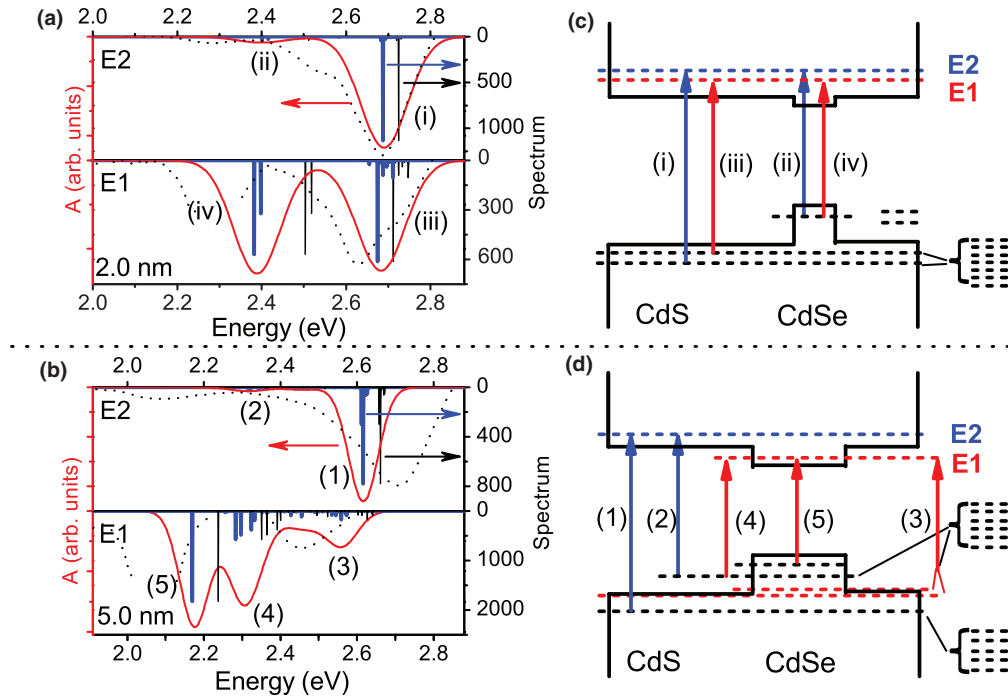 (a)
2.0 2.2 2.4 2.6 2.8
E2
(ii)
(i)
0
500
1000
0
E1
(iv)
(iii)
300
600
2.0 nm
A (arb. units)
Spectrum
2.0 2.2 2.4 2.6 2.8
Energy (eV)
(c)
E2
E1
(i)
(iii)
(ii)
(iv)
CdS
CdSe
(b)
2.0 2.2 2.4 2.6 2.8
E2
(2)
(1)
0
400
800
0
E1
(5)
(4)
(3)
1000
2000
5.0 nm
A (arb. units)
Spectrum
2.0 2.2 2.4 2.6 2.8
Energy (eV)
(d)
E2
E1
(1)
(2)
(4)
(5)
(3)
CdS
CdSe